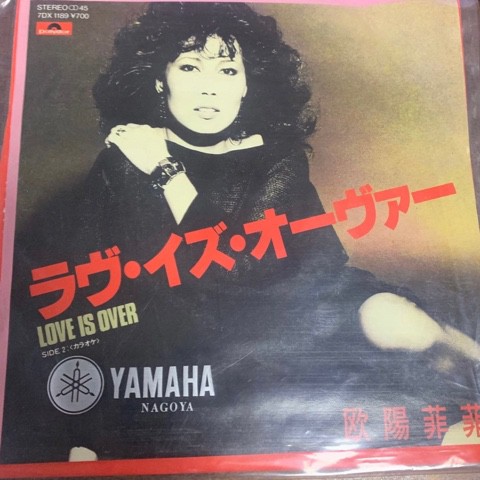 STEREO 45
7DX 1189 ¥700
ラヴ・イズ・オーヴァー
LOVE IS OVER
SIDE 2:〈カラオケ〉
YAMAHA
NAGOYA
欧陽菲菲